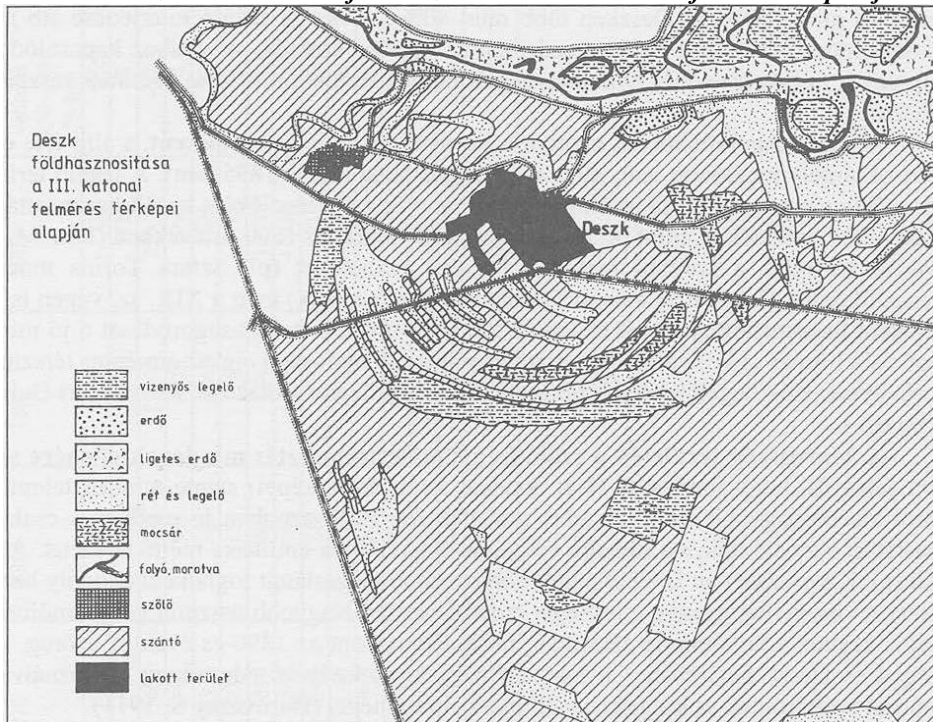 Deszk
földhasznosítása
a III. katonai
felmérés térképei
alapján
Deszk
vizenyős legelő
erdő
ligetes erdő
rét és legelő
mocsár
folyó, morotva
szőlő
szántó
lakott terület